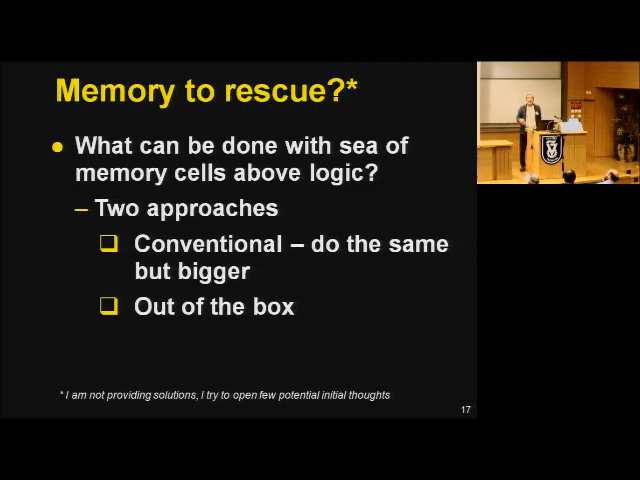 Memory to rescue?*
● What can be done with sea of
memory cells above logic?
– Two approaches
❑ Conventional – do the same
but bigger
❑ Out of the box
* I am not providing solutions, I try to open few potential initial thoughts
17